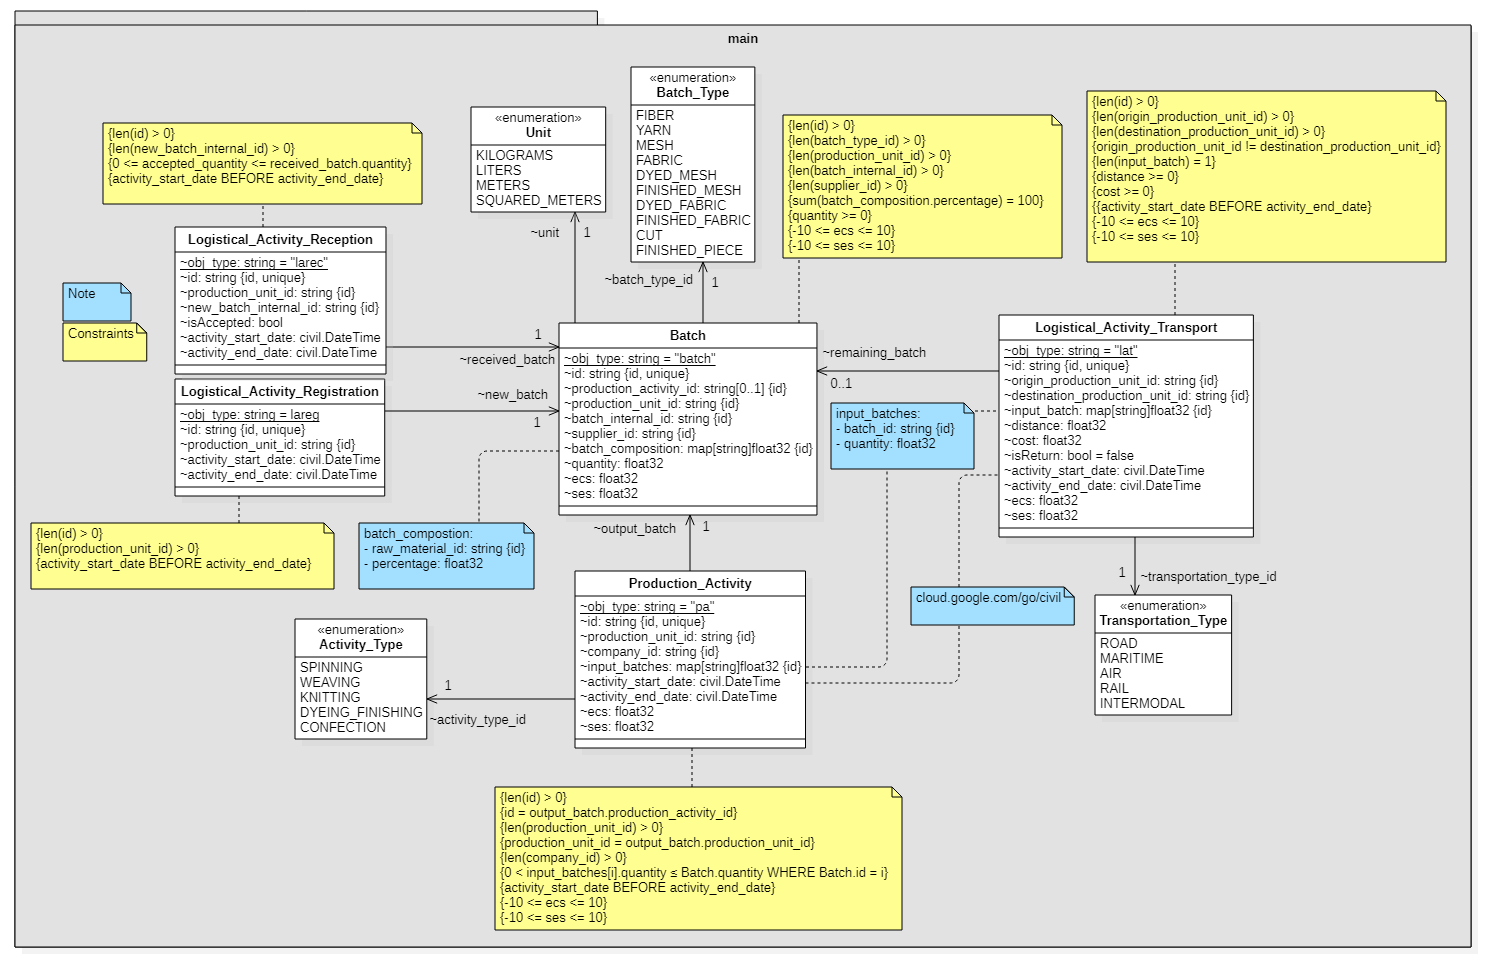 main
{len(id) > 0}
{len(new_batch_internal_id) > 0}
{0 <= accepted_quantity <= received_batch.quantity}
{activity_start_date BEFORE activity_end_date}
«enumeration»
Unit
KILOGRAMS
LITERS
METERS
SQUARED_METERS
«enumeration»
Batch_Type
FIBER
YARN
MESH
FABRIC
DYED_MESH
FINISHED_MESH
DYED_FABRIC
FINISHED_FABRIC
CUT
FINISHED_PIECE
{len(id) > 0}
{len(batch_type_id) > 0}
{len(production_unit_id) > 0}
{len(batch_internal_id) > 0}
{len(supplier_id) > 0}
{sum(batch_composition.percentage) = 100}
{quantity >= 0}
{-10 <= ecs <= 10}
{-10 <= ses <= 10}
{len(id) > 0}
{len(origin_production_unit_id) > 0}
{len(destination_production_unit_id) > 0}
{origin_production_unit_id != destination_production_unit_id}
{len(input_batch) = 1}
{distance >= 0}
{cost >= 0}
{{activity_start_date BEFORE activity_end_date}
{-10 <= ecs <= 10}
{-10 <= ses <= 10}
~unit
1
~batch_type_id
1
Note
Constraints
Logistical_Activity_Reception
~obj_type: string = "larec"
~id: string {id, unique}
~production_unit_id: string {id}
~new_batch_internal_id: string {id}
~isAccepted: bool
~activity_start_date: civil.DateTime
~activity_end_date: civil.DateTime
1
~received_batch
Logistical_Activity_Registration
~obj_type: string = lareg
~id: string {id, unique}
~production_unit_id: string {id}
~activity_start_date: civil.DateTime
~activity_end_date: civil.DateTime
~new_batch
1
Batch
~obj_type: string = "batch"
~id: string {id, unique}
~production_activity_id: string[0..1] {id}
~production_unit_id: string {id}
~batch_internal_id: string {id}
~supplier_id: string {id}
~batch_composition: map[string]float32 {id}
~quantity: float32
~ecs: float32
~ses: float32
~remaining_batch
0..1
Logistical_Activity_Transport
~obj_type: string = "lat"
~id: string {id, unique}
~origin_production_unit_id: string {id}
~destination_production_unit_id: string {id}
~input_batch: map[string]float32 {id}
~distance: float32
~cost: float32
~isReturn: bool = false
~activity_start_date: civil.DateTime
~activity_end_date: civil.DateTime
~ecs: float32
~ses: float32
input_batches:
- batch_id: string {id}
- quantity: float32
{len(id) > 0}
{len(production_unit_id) > 0}
{activity_start_date BEFORE activity_end_date}
batch_compostion:
- raw_material_id: string {id}
- percentage: float32
~output_batch
1
Production_Activity
~obj_type: string = "pa"
~id: string {id, unique}
~production_unit_id: string {id}
~company_id: string {id}
~input_batches: map[string]float32 {id}
~activity_start_date: civil.DateTime
~activity_end_date: civil.DateTime
~ecs: float32
~ses: float32
cloud.google.com/go/civil
1
~transportation_type_id
«enumeration»
Transportation_Type
ROAD
MARITIME
AIR
RAIL
INTERMODAL
«enumeration»
Activity_Type
SPINNING
WEAVING
KNITTING
DYEING_FINISHING
CONFECTION
1
~activity_type_id
{len(id) > 0}
{id = output_batch.production_activity_id}
{len(production_unit_id) > 0}
{production_unit_id = output_batch.production_unit_id}
{len(company_id) > 0}
{0 < input_batches[i].quantity ≤ Batch.quantity WHERE Batch.id = i}
{activity_start_date BEFORE activity_end_date}
{-10 <= ecs <= 10}
{-10 <= ses <= 10}